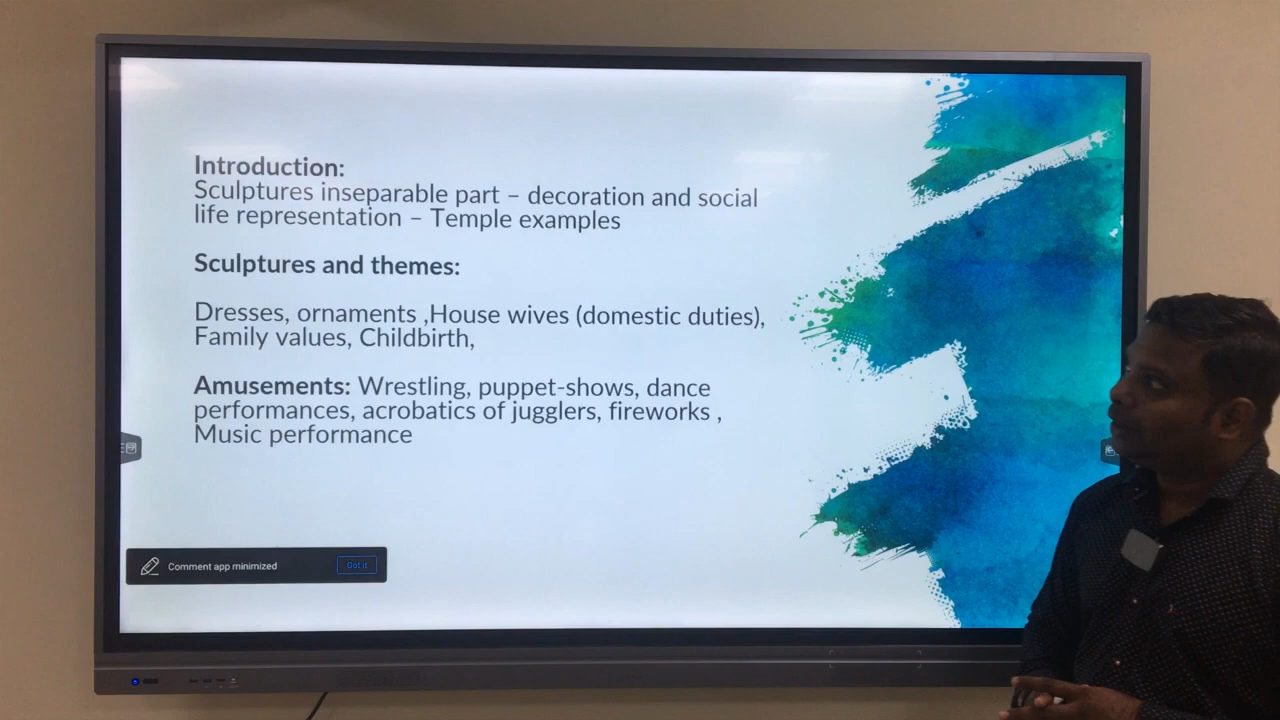 Introduction:
Sculptures inseparable part – decoration and social
life representation – Temple examples
Sculptures and themes:
Dresses, ornaments ,House wives (domestic duties),
Family values, Childbirth,
Amusements: Wrestling, puppet-shows, dance
performances, acrobatics of jugglers, fireworks ,
Music performance
Comment app minimized
Got it